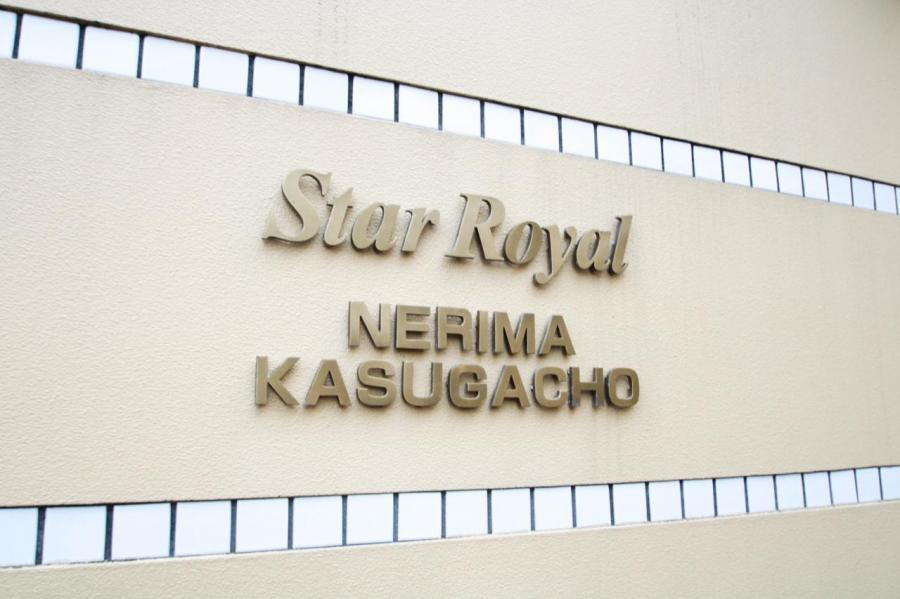 Star Royal
NERIMA
KASUGACHO